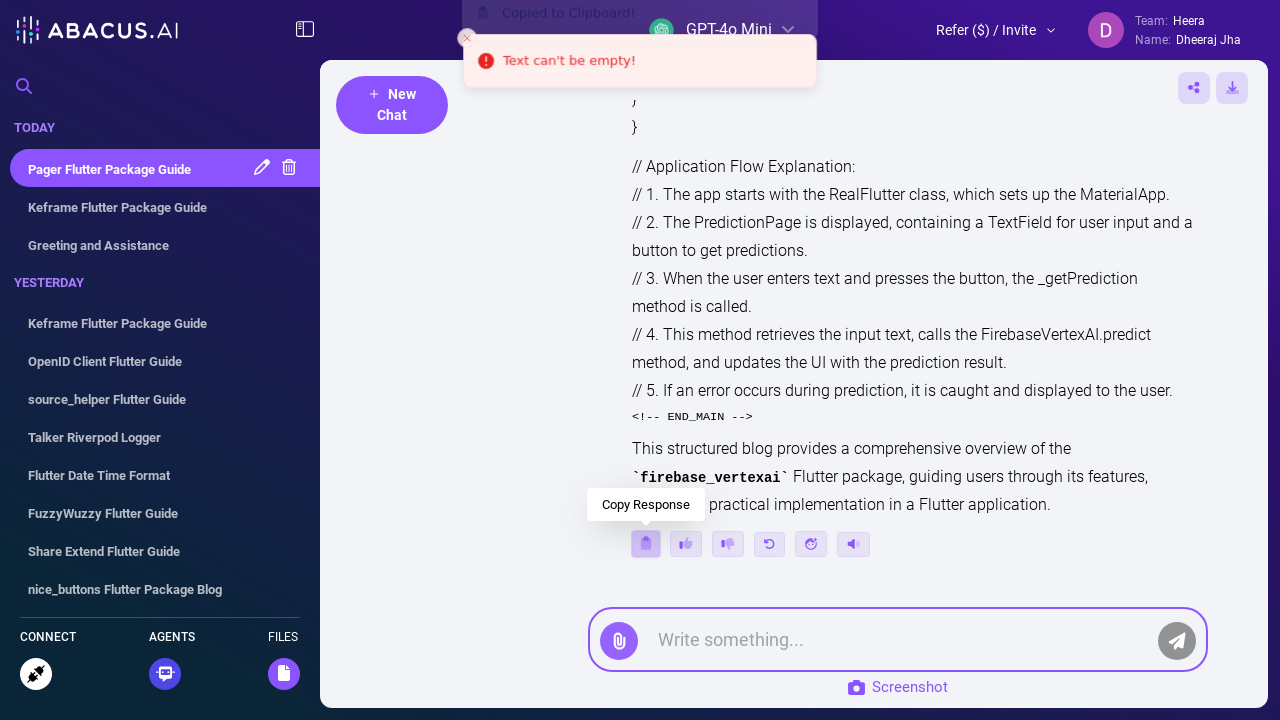 ABACUS.AI
Copied to Clipboard!
GPT-4o Mini
Text can't be empty!
Refer ($) / Invite
D
Team: Heera
Name: Dheeraj Jha
TODAY
Pager Flutter Package Guide
Keframe Flutter Package Guide
Greeting and Assistance
YESTERDAY
Keframe Flutter Package Guide
OpenID Client Flutter Guide
source_helper Flutter Guide
Talker Riverpod Logger
Flutter Date Time Format
FuzzyWuzzy Flutter Guide
Share Extend Flutter Guide
nice_buttons Flutter Package Blog
CONNECT
AGENTS
FILES
+ New
Chat
}
}
// Application Flow Explanation:
// 1. The app starts with the RealFlutter class, which sets up the MaterialApp.
// 2. The PredictionPage is displayed, containing a TextField for user input and a
button to get predictions.
// 3. When the user enters text and presses the button, the _getPrediction
method is called.
// 4. This method retrieves the input text, calls the FirebaseVertexAI.predict
method, and updates the UI with the prediction result.
// 5. If an error occurs during prediction, it is caught and displayed to the user.
<!-- END_MAIN -->
This structured blog provides a comprehensive overview of the
`firebase_vertexai` Flutter package, guiding users through its features,
practical implementation in a Flutter application.
Copy Response
Write something...
Screenshot